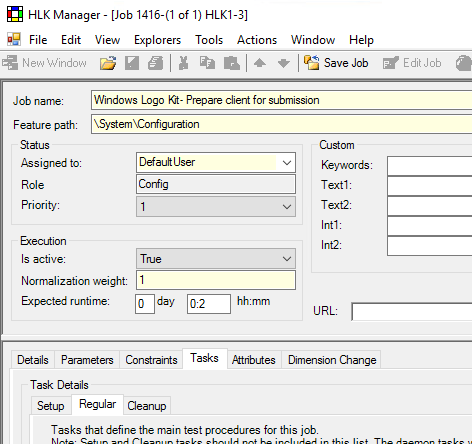 HLK Manager - [Job 1416-(1 of 1) HLK1-3]
File Edit View Explorers Tools Actions Window Help
New Window Save Job Edit Job
Job name: Windows Logo Kit- Prepare client for submission
Feature path: \System\Configuration
Status
Assigned to: DefaultUser
Role Config
Priority: 1
Custom
Keywords:
Text1:
Text2:
Int1:
Int2:
Execution
Is active: True
Normalization weight: 1
Expected runtime: 0 day 0:2 hh:mm
URL:
Details Parameters Constraints Tasks Attributes Dimension Change
Task Details
Setup Regular Cleanup
Tasks that define the main test procedures for this job.
Note: Setup and Cleanup tasks should not be included in this list. The daemon tasks